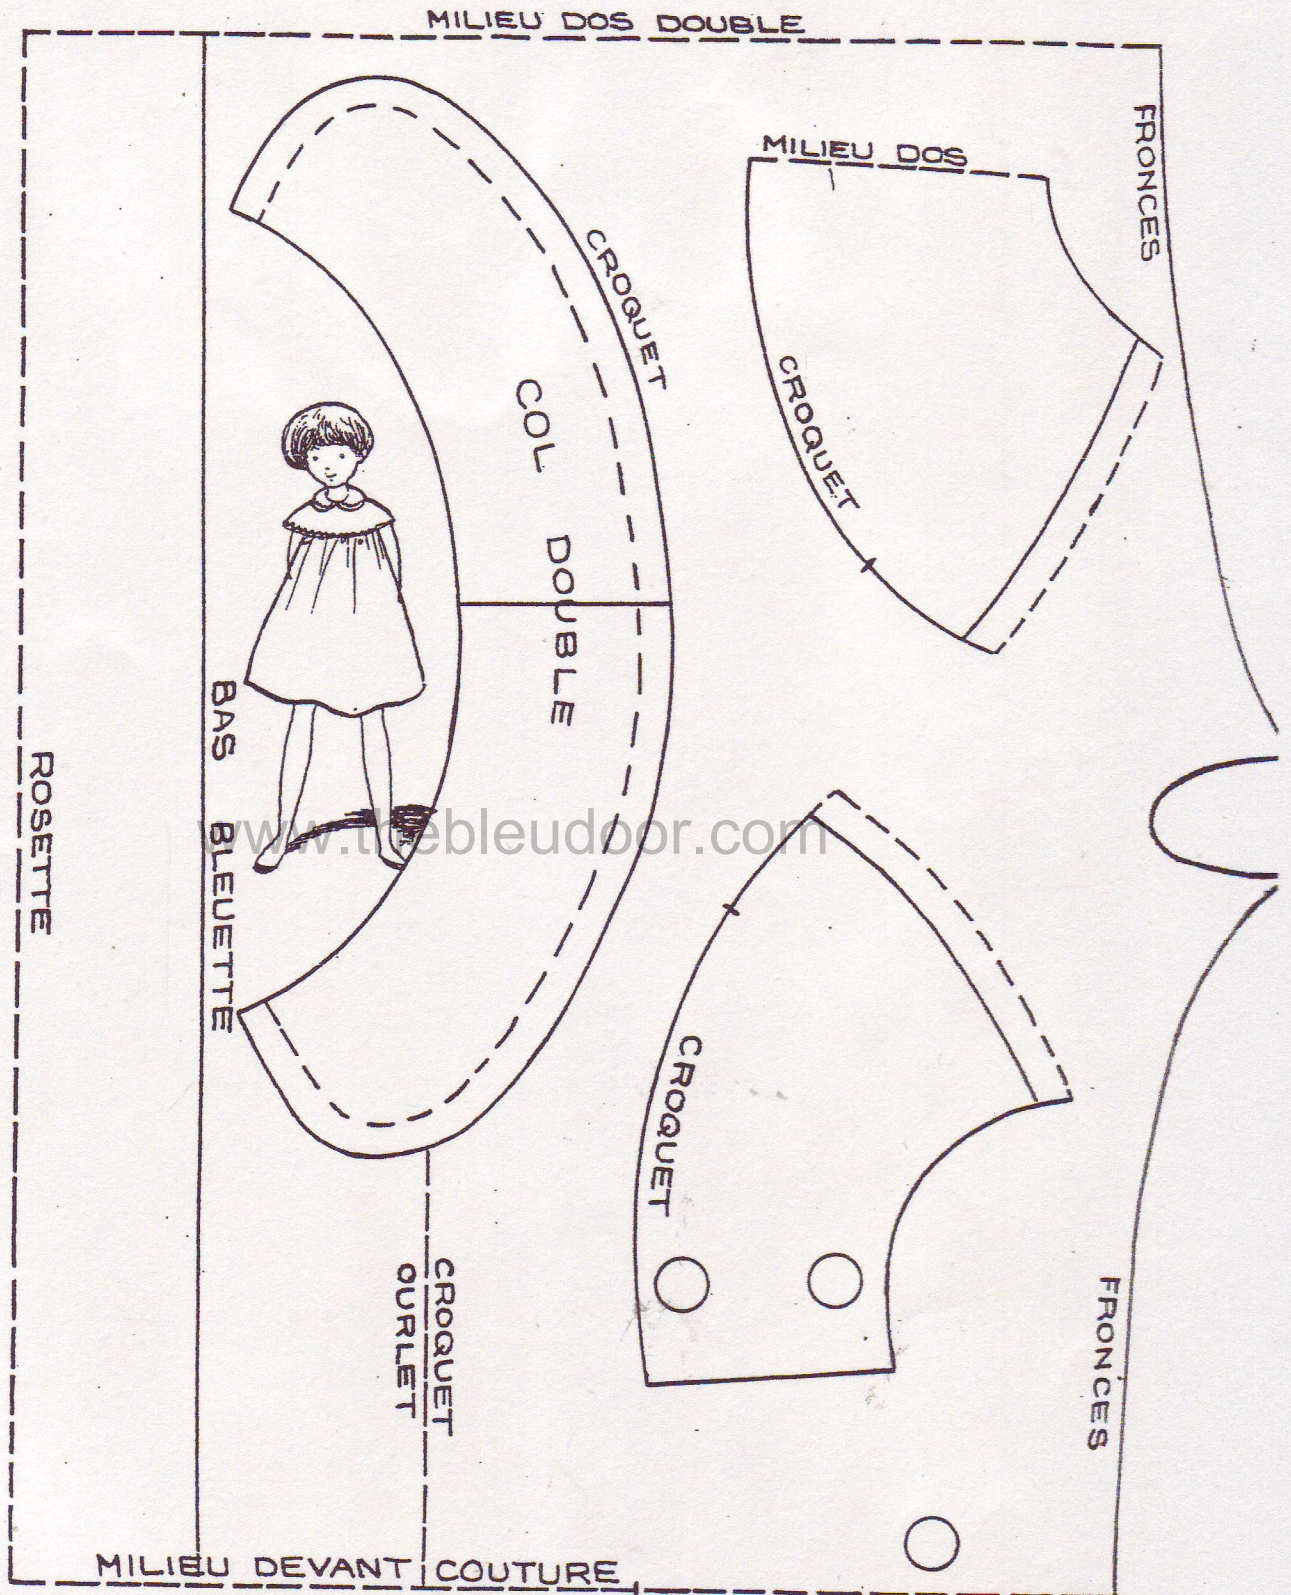 MILIEU DOS DOUBLE
FRONCES
MILIEU DOS
CROQUET
CROQUET
COL DOUBLE
BAS BLEUETTE
ROSETTE
www.thebleudoor.com
CROQUET
CROQUET
OURLET
FRONCES
MILIEU DEVANT COUTURE